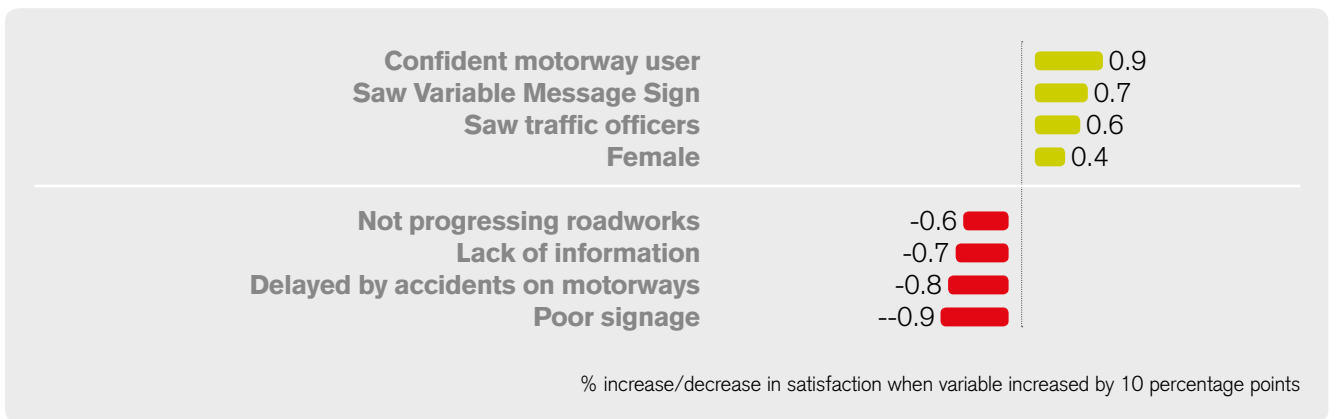 Confident motorway user 0.9
Saw Variable Message Sign 0.7
Saw traffic officers 0.6
Female 0.4
Not progressing roadworks -0.6
Lack of information -0.7
Delayed by accidents on motorways -0.8
Poor signage --0.9
% increase/decrease in satisfaction when variable increased by 10 percentage points